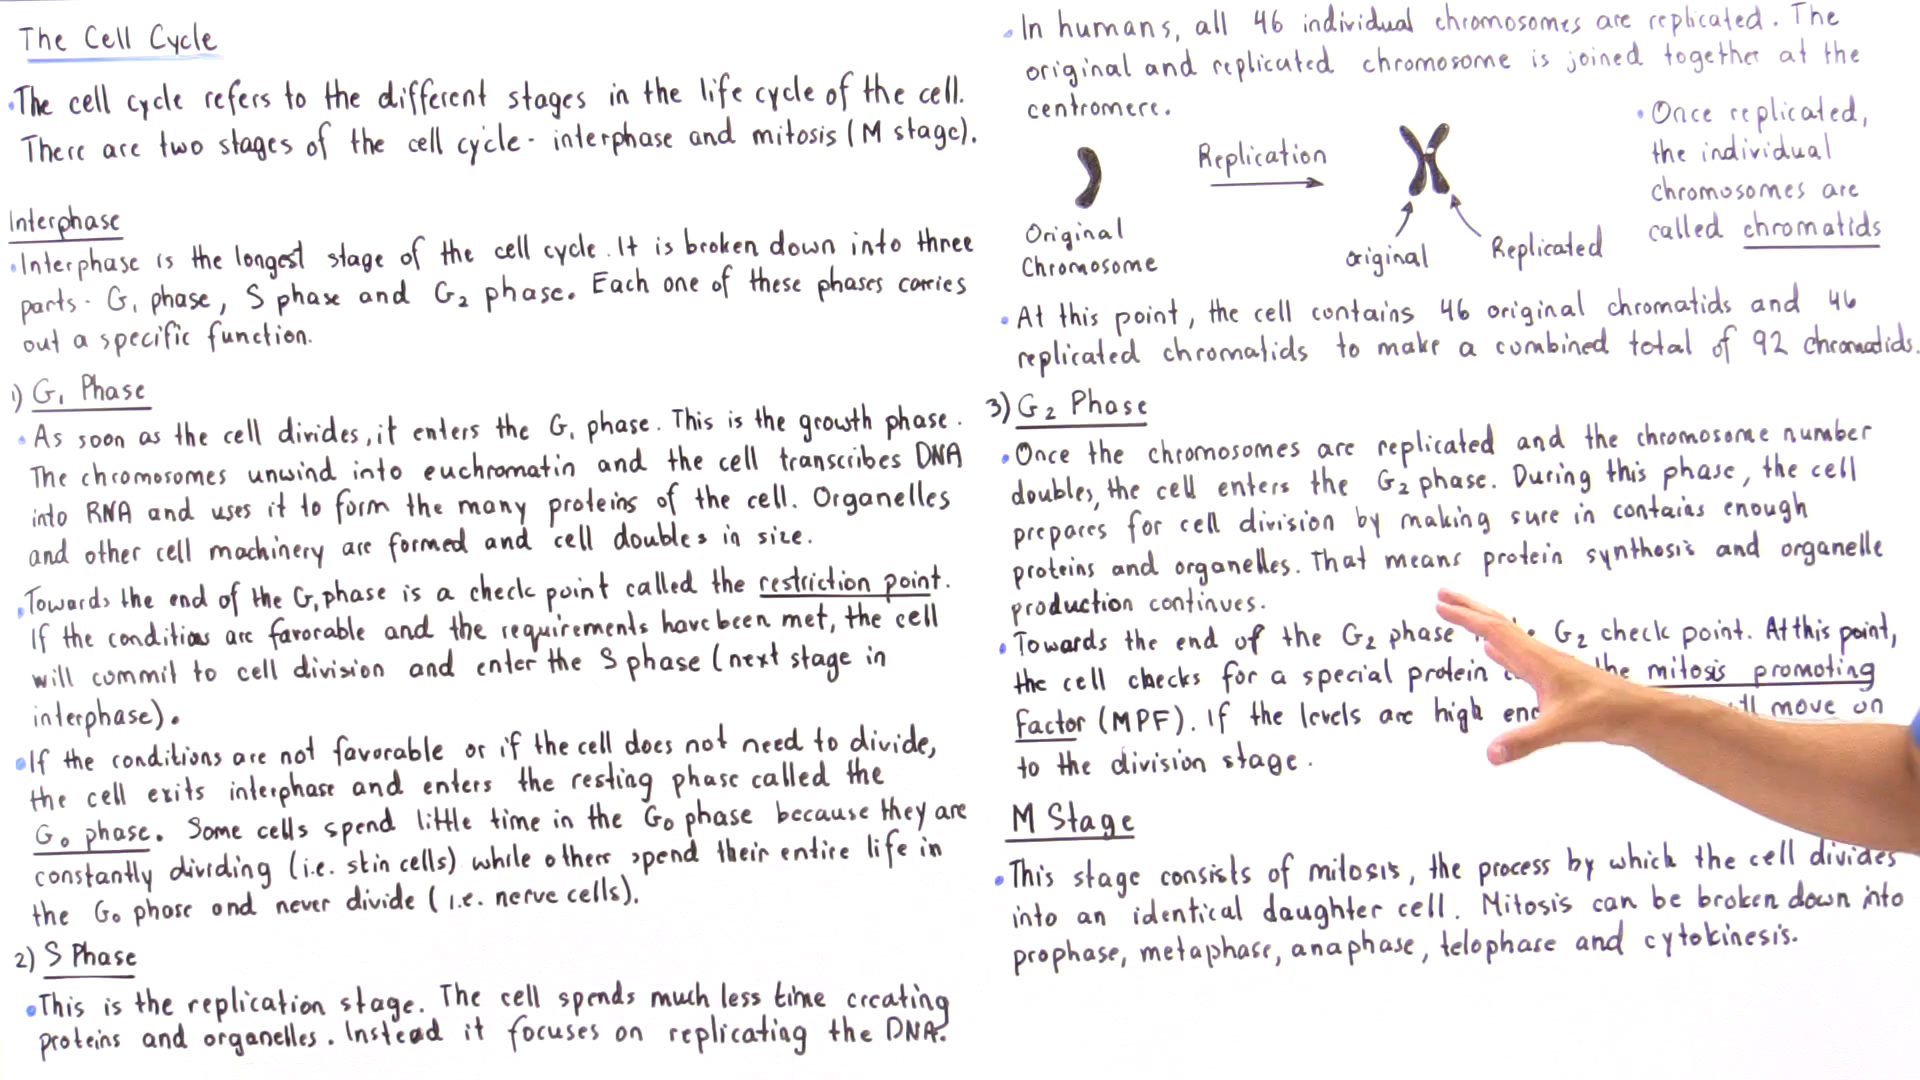 The Cell Cycle
•The cell cycle refers to the different stages in the life cycle of the cell.
There are two stages of the cell cycle - interphase and mitosis (M stage).
Interphase
•Interphase is the longest stage of the cell cycle. It is broken down into three
parts - G₁ phase, S phase and G₂ phase. Each one of these phases carries
out a specific function.
1) G₁ Phase
•As soon as the cell divides, it enters the G₁ phase. This is the growth phase.
The chromosomes unwind into euchromatin and the cell transcribes DNA
into RNA and uses it to form the many proteins of the cell. Organelles
and other cell machinery are formed and cell doubles in size.
•Towards the end of the G₁ phase is a check point called the restriction point.
If the conditions are favorable and the requirements have been met, the cell
will commit to cell division and enter the S phase (next stage in
interphase).
•If the conditions are not favorable or if the cell does not need to divide,
the cell exits interphase and enters the resting phase called the
G₀ phase. Some cells spend little time in the G₀ phase because they are
constantly dividing (i.e. skin cells) while others spend their entire life in
the G₀ phase and never divide (i.e. nerve cells).
2) S Phase
•This is the replication stage. The cell spends much less time creating
proteins and organelles. Instead it focuses on replicating the DNA.
•In humans, all 46 individual chromosomes are replicated. The
original and replicated chromosome is joined together at the
centromere.
Original
Chromosome
Replication
original
Replicated
•Once replicated,
the individual
chromosomes are
called chromatids
•At this point, the cell contains 46 original chromatids and 46
replicated chromatids to make a combined total of 92 chromatids.
3) G₂ Phase
•Once the chromosomes are replicated and the chromosome number
doubles, the cell enters the G₂ phase. During this phase, the cell
prepares for cell division by making sure in contains enough
proteins and organelles. That means protein synthesis and organelle
production continues.
•Towards the end of the G₂ phase G₂ check point. At this point,
the cell checks for a special protein the mitosis promoting
factor (MPF). If the levels are high move on
to the division stage.
M Stage
•This stage consists of mitosis, the process by which the cell divides
into an identical daughter cell. Mitosis can be broken down into
prophase, metaphase, anaphase, telophase and cytokinesis.